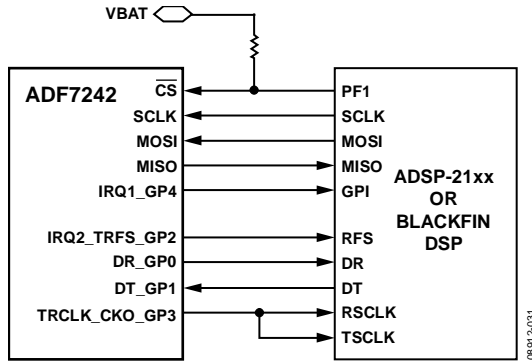 VBAT
ADF7242
CS PF1
SCLK SCLK
MOSI MOSI
MISO MISO
IRQ1_GP4 GPI
ADSP-21xx
OR
BLACKFIN
DSP
IRQ2_TRFS_GP2 RFS
DR_GP0 DR
DT_GP1 DT
TRCLK_CKO_GP3 RSCLK
TSCLK
08912-031